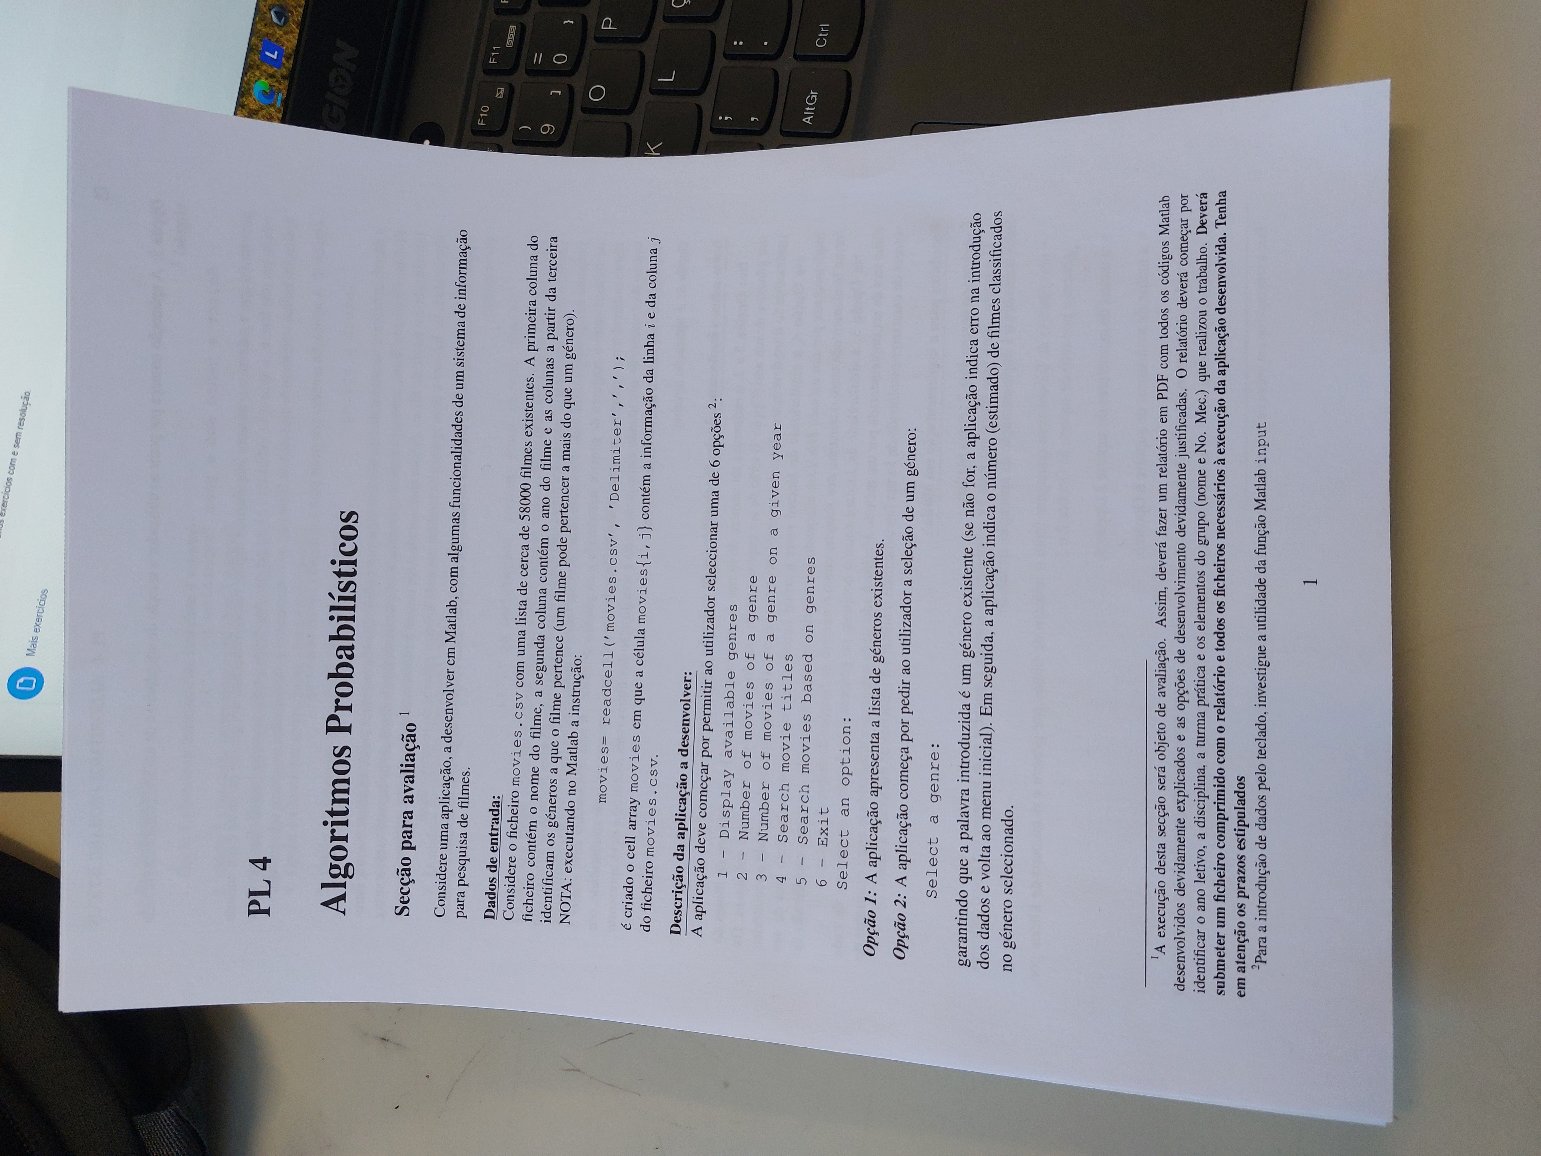 exercícios com e sem resolução
Mais exercícios
PL 4
Algoritmos Probabilísticos
Secção para avaliação 1
Considere uma aplicação, a desenvolver em Matlab, com algumas funcionalidades de um sistema de informação
para pesquisa de filmes.
Dados de entrada:
Considere o ficheiro movies.csv com uma lista de cerca de 58000 filmes existentes. A primeira coluna do
ficheiro contém o nome do filme, a segunda coluna contém o ano do filme e as colunas a partir da terceira
identificam os géneros a que o filme pertence (um filme pode pertencer a mais do que um género).
NOTA: executando no Matlab a instrução:
movies= readcell('movies.csv', 'Delimiter',',');
é criado o cell array movies em que a célula movies{i,j} contém a informação da linha i e da coluna j
do ficheiro movies.csv.
Descrição da aplicação a desenvolver:
A aplicação deve começar por permitir ao utilizador seleccionar uma de 6 opções 2:
1 - Display available genres
2 - Number of movies of a genre
3 - Number of movies of a genre on a given year
4 - Search movie titles
5 - Search movies based on genres
6 - Exit
Select an option:
Opção 1: A aplicação apresenta a lista de géneros existentes.
Opção 2: A aplicação começa por pedir ao utilizador a seleção de um género:
Select a genre:
garantindo que a palavra introduzida é um género existente (se não for, a aplicação indica erro na introdução
dos dados e volta ao menu inicial). Em seguida, a aplicação indica o número (estimado) de filmes classificados
no género selecionado.
1A execução desta secção será objeto de avaliação. Assim, deverá fazer um relatório em PDF com todos os códigos Matlab
desenvolvidos devidamente explicados e as opções de desenvolvimento devidamente justificadas. O relatório deverá começar por
identificar o ano letivo, a disciplina, a turma prática e os elementos do grupo (nome e No. Mec.) que realizou o trabalho. Deverá
submeter um ficheiro comprimido com o relatório e todos os ficheiros necessários à execução da aplicação desenvolvida. Tenha
em atenção os prazos estipulados
2Para a introdução de dados pelo teclado, investigue a utilidade da função Matlab input
1
L
GION
F10
F11
) 9 ]
= 0 }
O
P
K
L
Ç
; ,
: .
AltGr
Ctrl